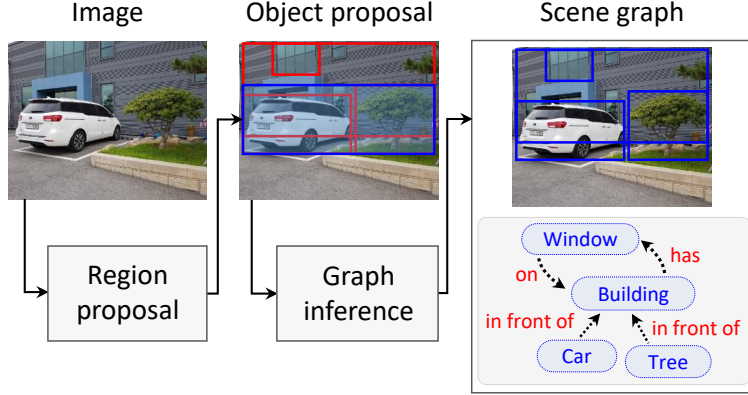 Image
Object proposal
Scene graph
Region
proposal
Graph
inference
Window
has
on
Building
in front of
in front of
Car
Tree